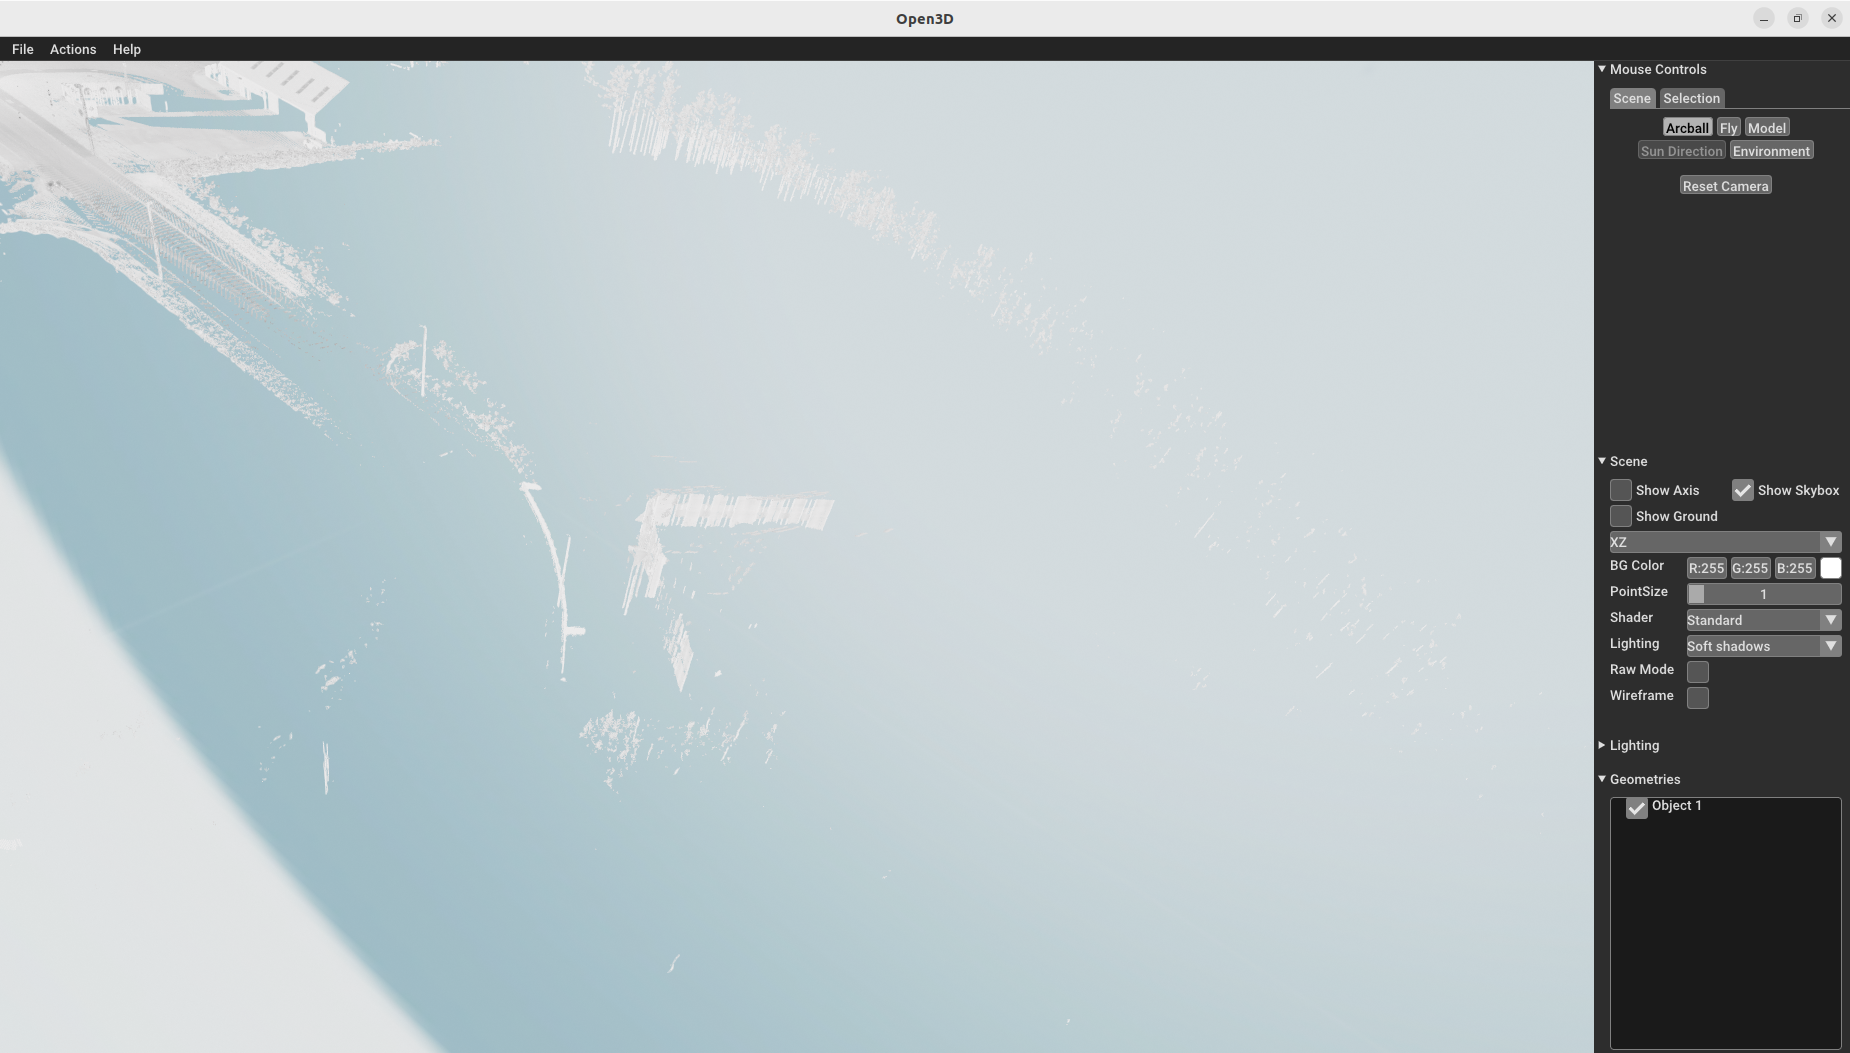 Open3D
File Actions Help
Mouse Controls
Scene Selection
Arcball Fly Model
Sun Direction Environment
Reset Camera
Scene
Show Axis Show Skybox
Show Ground
XZ
BG Color R:255 G:255 B:255
PointSize 1
Shader Standard
Lighting Soft shadows
Raw Mode
Wireframe
Lighting
Geometries
Object 1